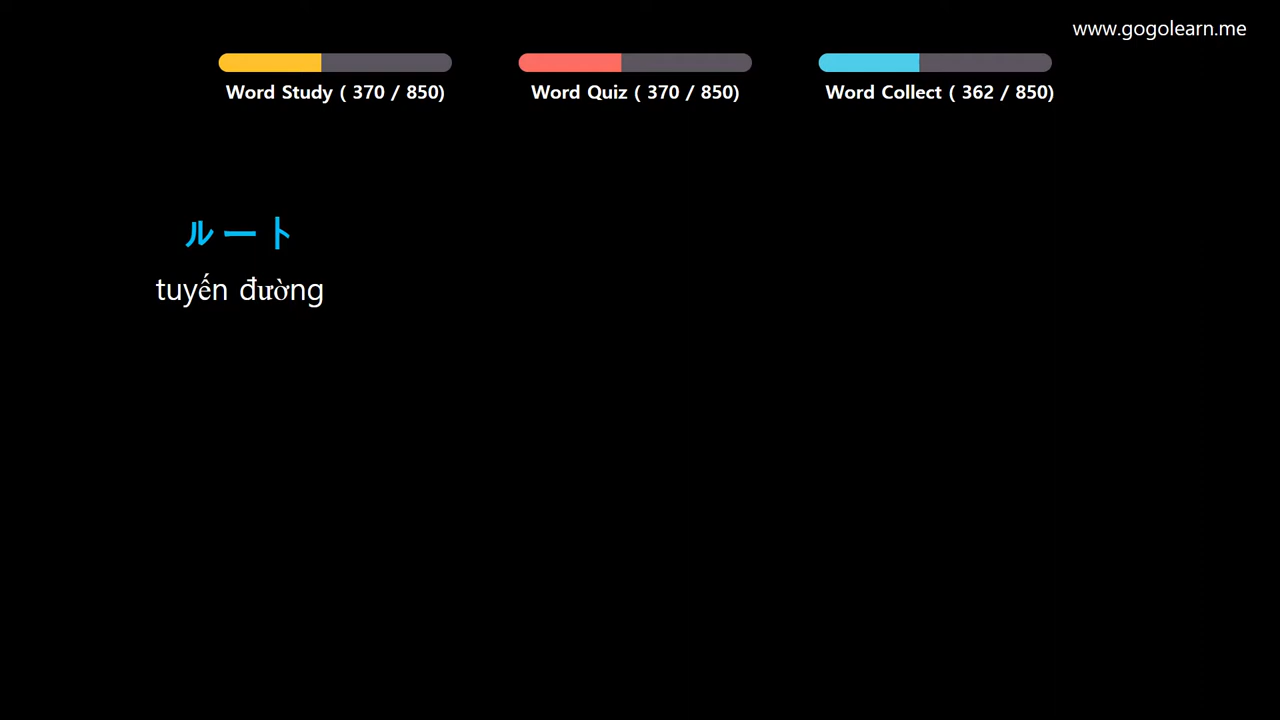 www.gogolearn.me
Word Study ( 370 / 850)
Word Quiz ( 370 / 850)
Word Collect ( 362 / 850)
ルート
tuyến đường